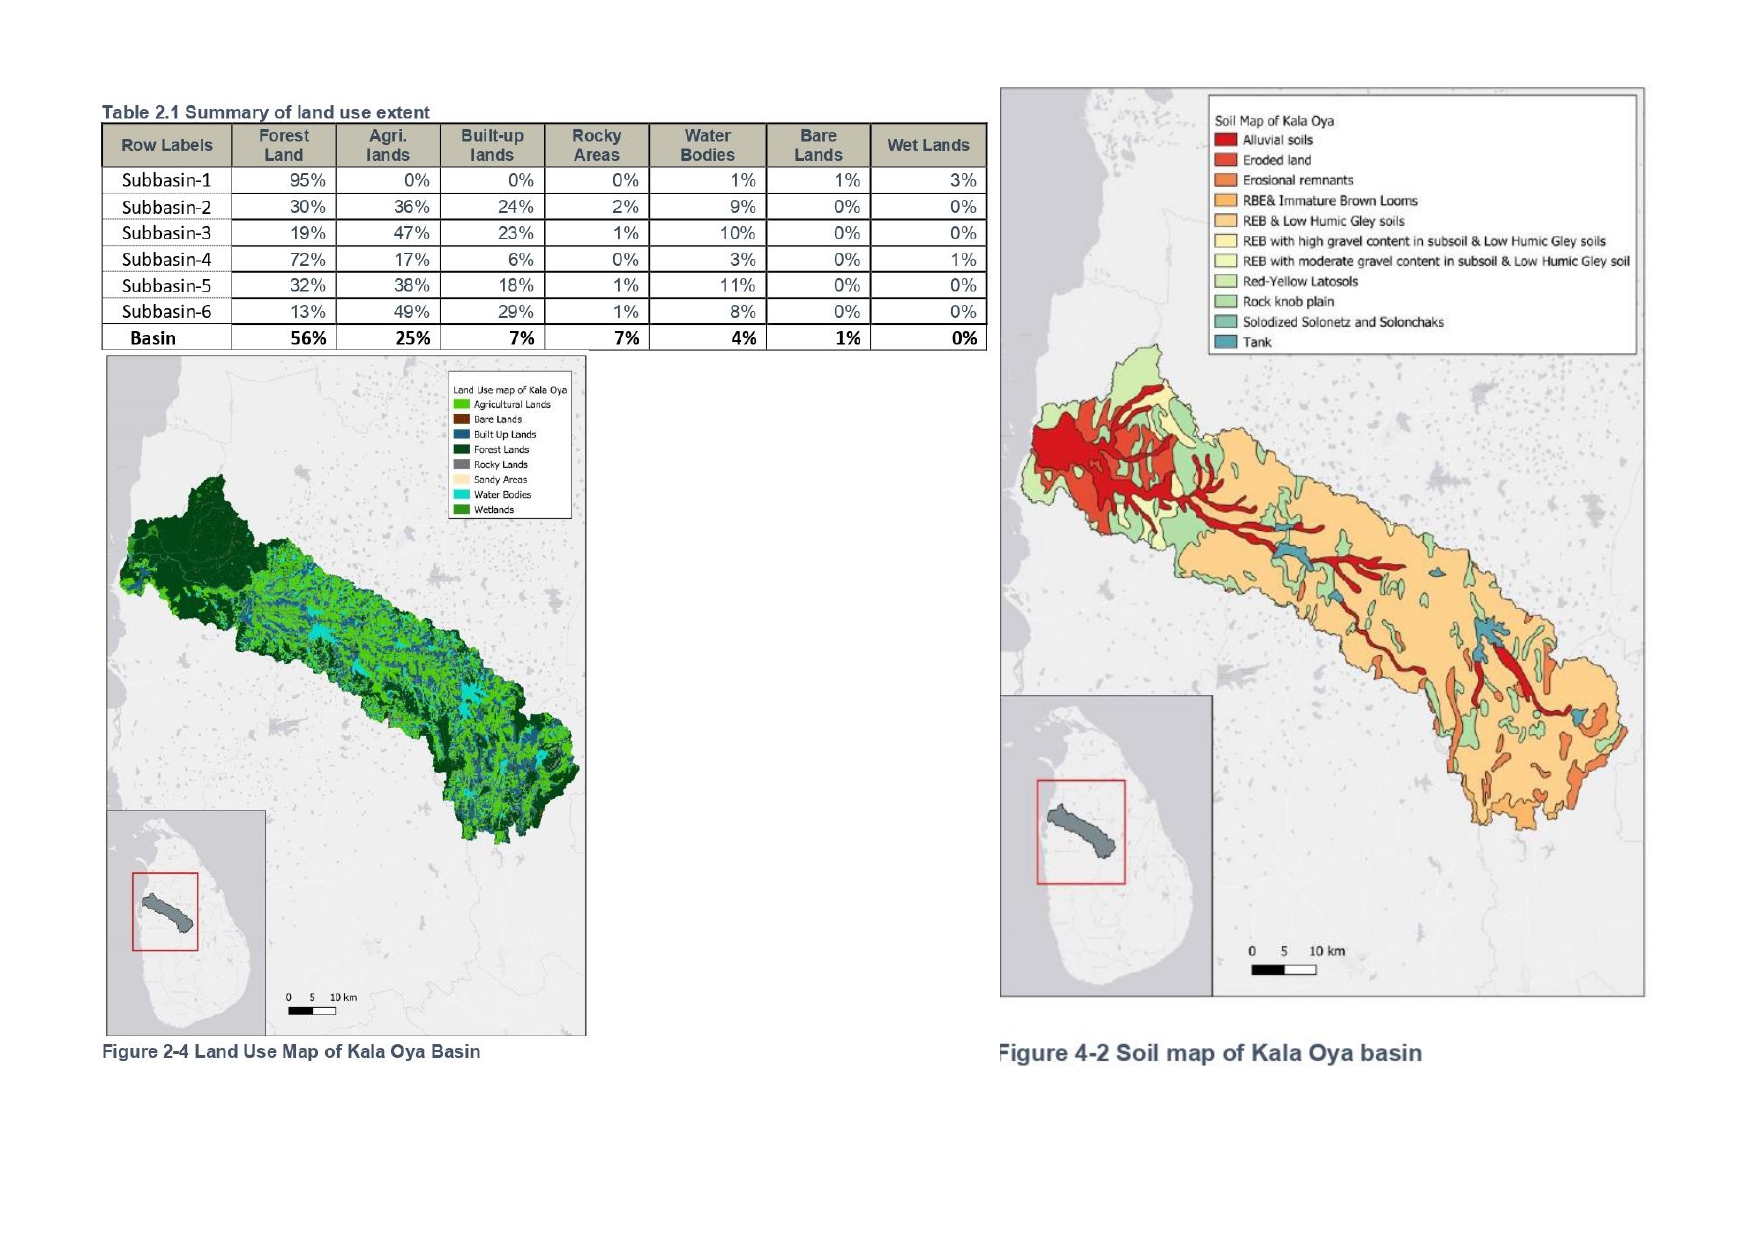 Table 2.1 Summary of land use extent
Row Labels Forest Land Agri. lands Built-up lands Rocky Areas Water Bodies Bare Lands Wet Lands
Subbasin-1 95% 0% 0% 0% 1% 1% 3%
Subbasin-2 30% 36% 24% 2% 9% 0% 0%
Subbasin-3 19% 47% 23% 1% 10% 0% 0%
Subbasin-4 72% 17% 6% 0% 3% 0% 1%
Subbasin-5 32% 38% 18% 1% 11% 0% 0%
Subbasin-6 13% 49% 29% 1% 8% 0% 0%
Basin 56% 25% 7% 7% 4% 1% 0%
Land Use map of Kala Oya
Agricultural Lands
Bare Lands
Built Up Lands
Forest Lands
Rocky Lands
Sandy Areas
Water Bodies
Wetlands
0 5 10 km
Figure 2-4 Land Use Map of Kala Oya Basin
Soil Map of Kala Oya
Alluvial soils
Eroded land
Erosional remnants
RBE& Immature Brown Looms
REB & Low Humic Gley soils
REB with high gravel content in subsoil & Low Humic Gley soils
REB with moderate gravel content in subsoil & Low Humic Gley soil
Red-Yellow Latosols
Rock knob plain
Solodized Solonetz and Solonchaks
Tank
0 5 10 km
Figure 4-2 Soil map of Kala Oya basin